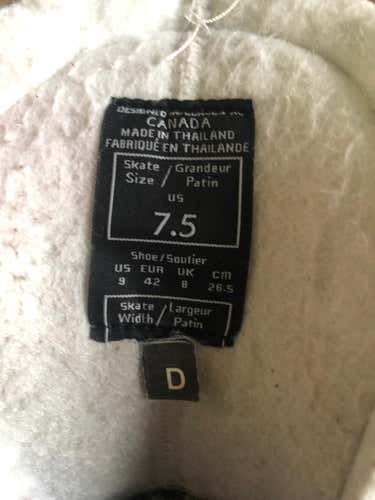 CANADA
MADE IN THAILAND
FABRIQUÉ EN THAILANDE
Skate / Grandeur
Size / Patin
US
7.5
Shoe/Soulier
US EUR UK CM
9 42 8 26.5
Skate / Largeur
Width / Patin
D